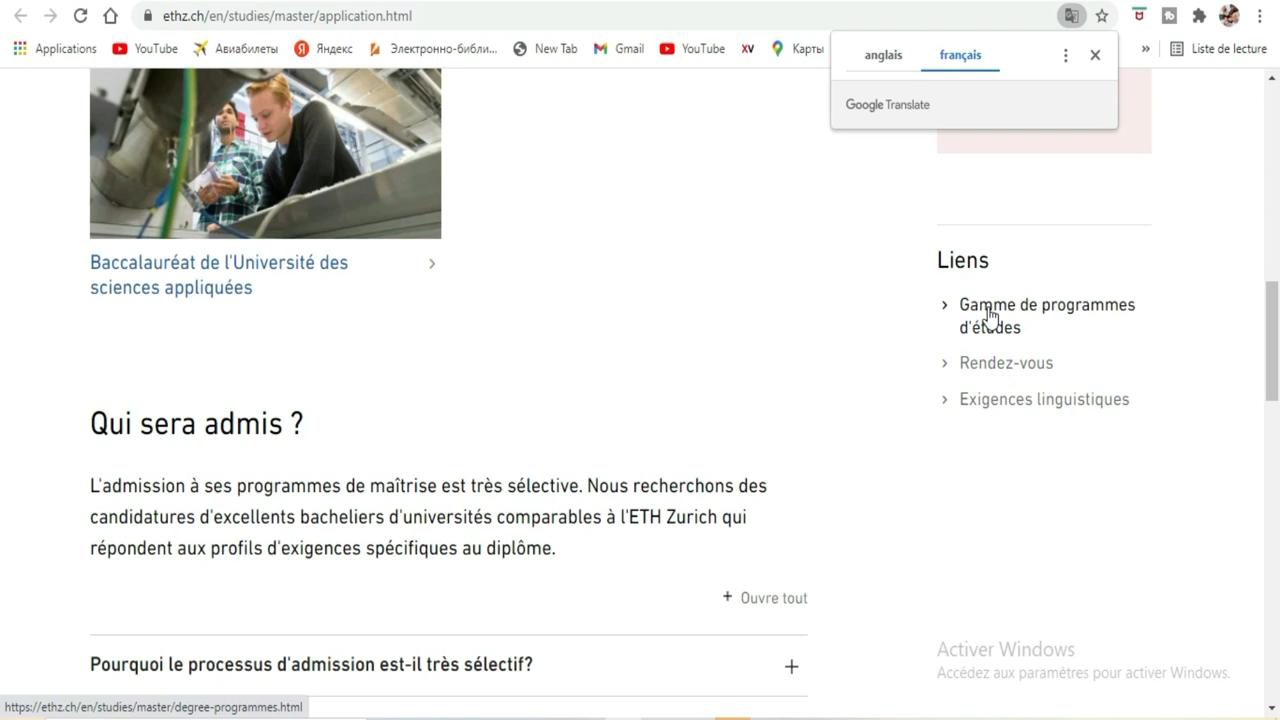 ethz.ch/en/studies/master/application.html
Applications YouTube Авиабилеты Яндекс Электронно-библи... New Tab Gmail YouTube XV Карты » Liste de lecture
anglais français
Google Translate
Baccalauréat de l'Université des
sciences appliquées
Liens
Gamme de programmes
d'études
Rendez-vous
Exigences linguistiques
Qui sera admis ?
L'admission à ses programmes de maîtrise est très sélective. Nous recherchons des
candidatures d'excellents bacheliers d'universités comparables à l'ETH Zurich qui
répondent aux profils d'exigences spécifiques au diplôme.
+ Ouvre tout
Pourquoi le processus d'admission est-il très sélectif? +
Activer Windows
Accédez aux paramètres pour activer Windows.
https://ethz.ch/en/studies/master/degree-programmes.html